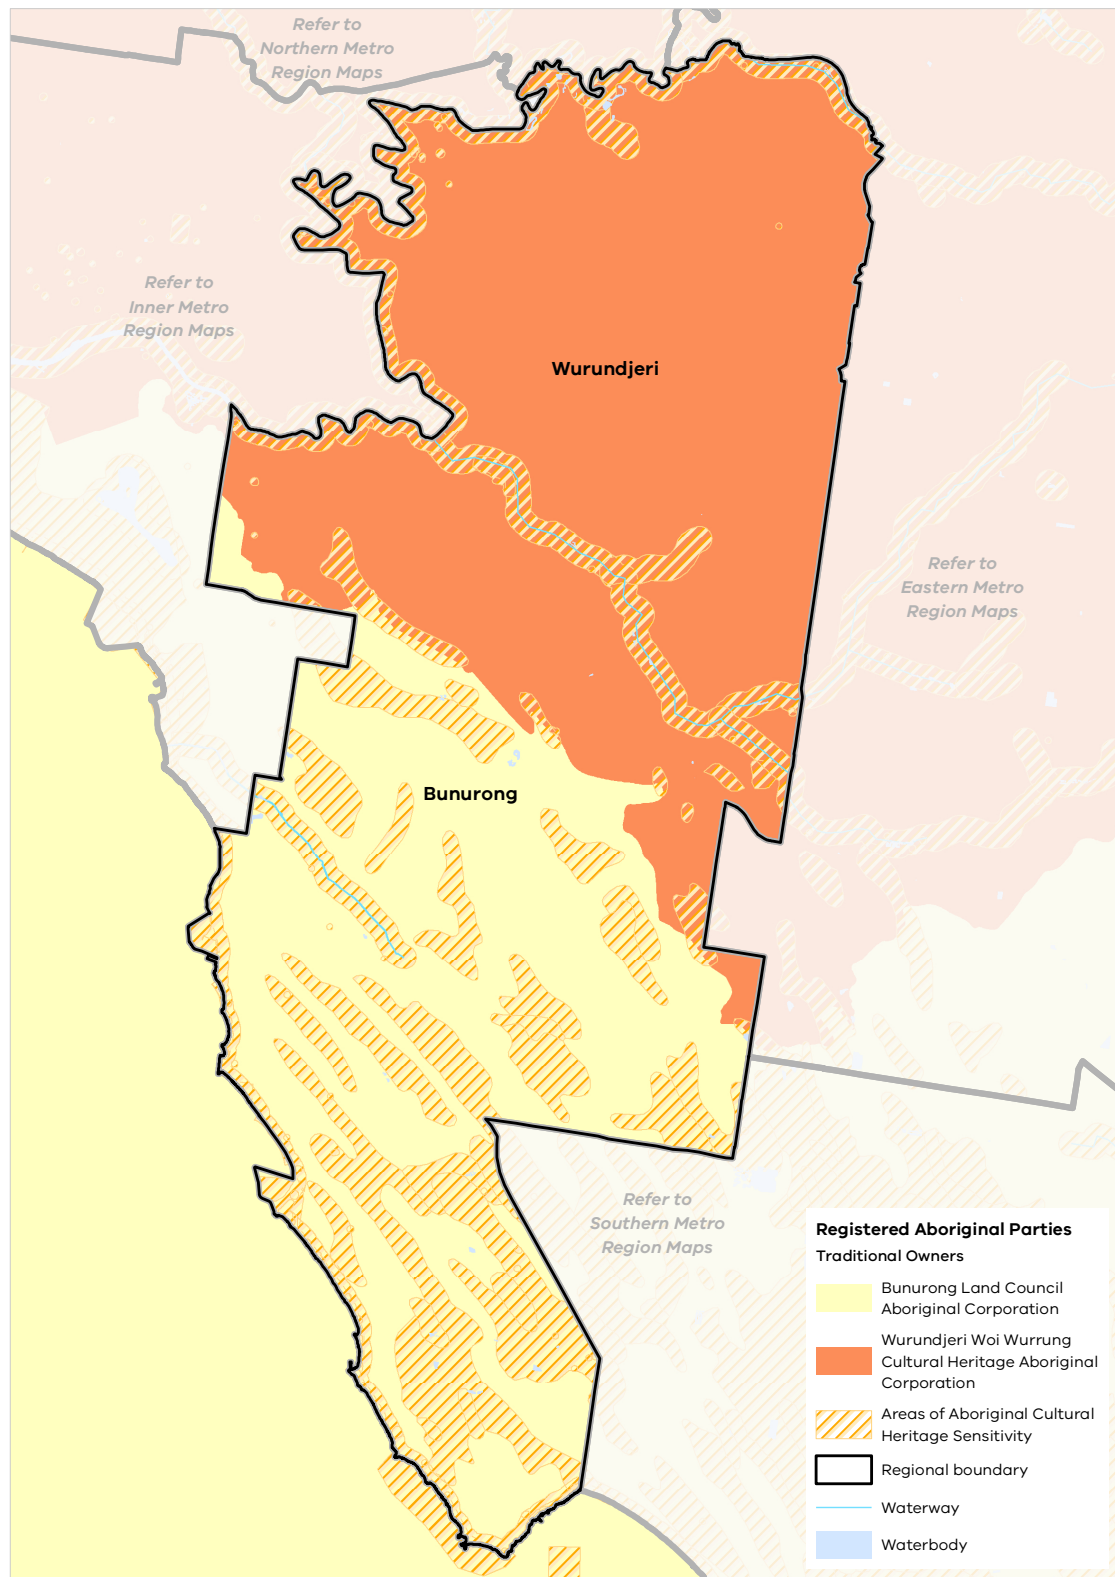 Refer to
Northern Metro
Region Maps
Refer to
Inner Metro
Region Maps
Wurundjeri
Refer to
Eastern Metro
Region Maps
Bunurong
Refer to
Southern Metro
Region Maps
Registered Aboriginal Parties
Traditional Owners
Bunurong Land Council
Aboriginal Corporation
Wurundjeri Woi Wurrung
Cultural Heritage Aboriginal
Corporation
Areas of Aboriginal Cultural
Heritage Sensitivity
Regional boundary
Waterway
Waterbody